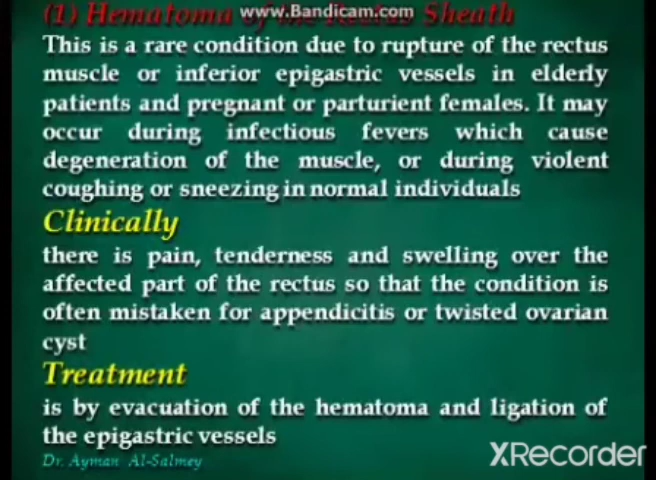 www.Bandicam.com
(1) Hematoma of the Rectus Sheath
This is a rare condition due to rupture of the rectus
muscle or inferior epigastric vessels in elderly
patients and pregnant or parturient females. It may
occur during infectious fevers which cause
degeneration of the muscle, or during violent
coughing or sneezing in normal individuals
Clinically
there is pain, tenderness and swelling over the
affected part of the rectus so that the condition is
often mistaken for appendicitis or twisted ovarian
cyst
Treatment
is by evacuation of the hematoma and ligation of
the epigastric vessels
Dr. Ayman Al-Salmey
XRecorder